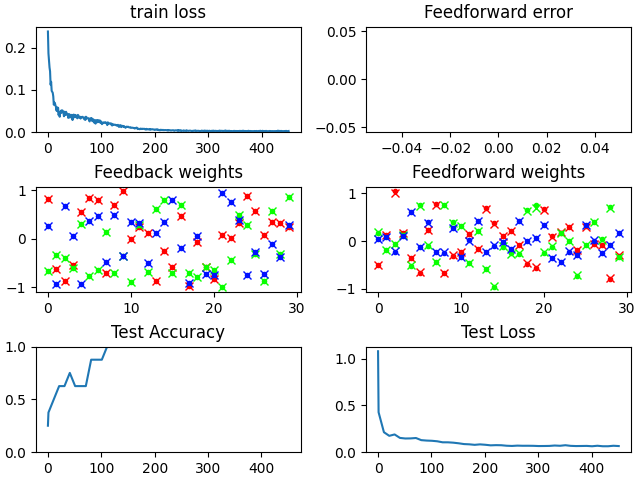 train loss
0.2
0.1
0.0
0 100 200 300 400
Feedforward error
0.05
0.00
−0.05
−0.04 −0.02 0.00 0.02 0.04
Feedback weights
1
0
−1
0 10 20 30
Feedforward weights
1
0
−1
0 10 20 30
Test Accuracy
1.0
0.5
0.0
0 100 200 300 400
Test Loss
1.0
0.5
0.0
0 100 200 300 400